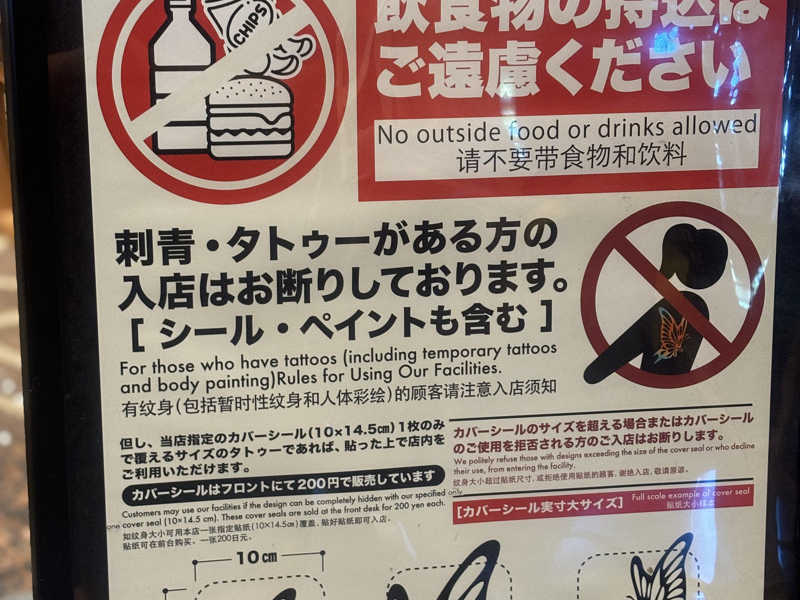 CHIPS
飲食物の持込は
ご遠慮ください
No outside food or drinks allowed
请不要带食物和饮料
刺青・タトゥーがある方の
入店はお断りしております。
[ シール・ペイントも含む ]
For those who have tattoos (including temporary tattoos
and body painting)Rules for Using Our Facilities.
有纹身(包括暂时性纹身和人体彩绘)的顾客请注意入店须知
但し、当店指定のカバーシール(10×14.5㎝)1枚のみ
で覆えるサイズのタトゥーであれば、貼った上で店内を
ご利用いただけます。
カバーシールはフロントにて200円で販売しています
Customers may use our facilities if the design can be completely hidden with our specified only
one cover seal (10×14.5 cm). These cover seals are sold at the front desk for 200 yen each.
如纹身大小可用本店一张指定贴纸(10×14.5㎝)覆盖、贴好贴纸即可入店。
贴纸可在前台购买。一张200日元。
カバーシールのサイズを超える場合またはカバーシール
のご使用を拒否される方のご入店はお断りします。
We politely refuse those with designs exceeding the size of the cover seal or who decline
their use, from entering the facility.
纹身大小超过贴纸尺寸,或拒绝使用贴纸的顾客,谢绝入店,敬请原谅。
[カバーシール実寸大サイズ]
Full scale example of cover seal
贴纸大小样本
10㎝